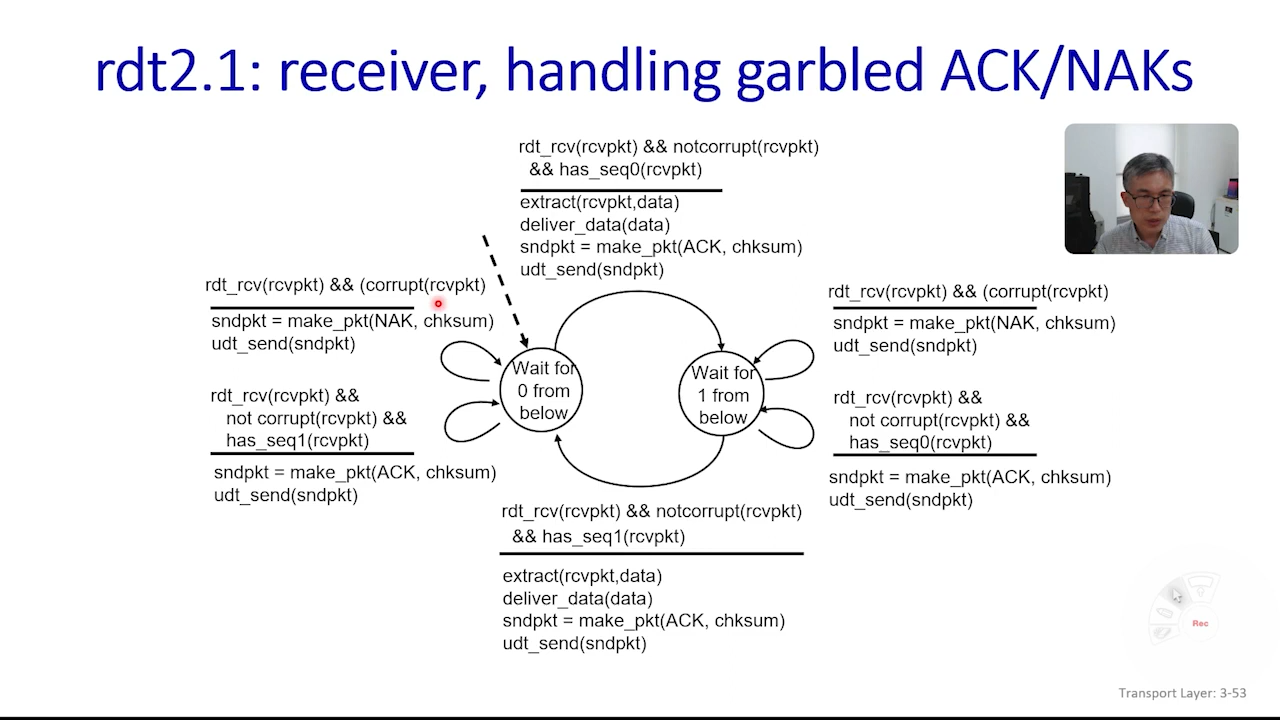 rdt2.1: receiver, handling garbled ACK/NAKs
rdt_rcv(rcvpkt) && notcorrupt(rcvpkt)
&& has_seq0(rcvpkt)
extract(rcvpkt,data)
deliver_data(data)
sndpkt = make_pkt(ACK, chksum)
udt_send(sndpkt)
rdt_rcv(rcvpkt) && (corrupt(rcvpkt)
sndpkt = make_pkt(NAK, chksum)
udt_send(sndpkt)
rdt_rcv(rcvpkt) &&
not corrupt(rcvpkt) &&
has_seq1(rcvpkt)
sndpkt = make_pkt(ACK, chksum)
udt_send(sndpkt)
Wait for
0 from
below
Wait for
1 from
below
rdt_rcv(rcvpkt) && (corrupt(rcvpkt)
sndpkt = make_pkt(NAK, chksum)
udt_send(sndpkt)
rdt_rcv(rcvpkt) &&
not corrupt(rcvpkt) &&
has_seq0(rcvpkt)
sndpkt = make_pkt(ACK, chksum)
udt_send(sndpkt)
rdt_rcv(rcvpkt) && notcorrupt(rcvpkt)
&& has_seq1(rcvpkt)
extract(rcvpkt,data)
deliver_data(data)
sndpkt = make_pkt(ACK, chksum)
udt_send(sndpkt)
Rec
Transport Layer: 3-53